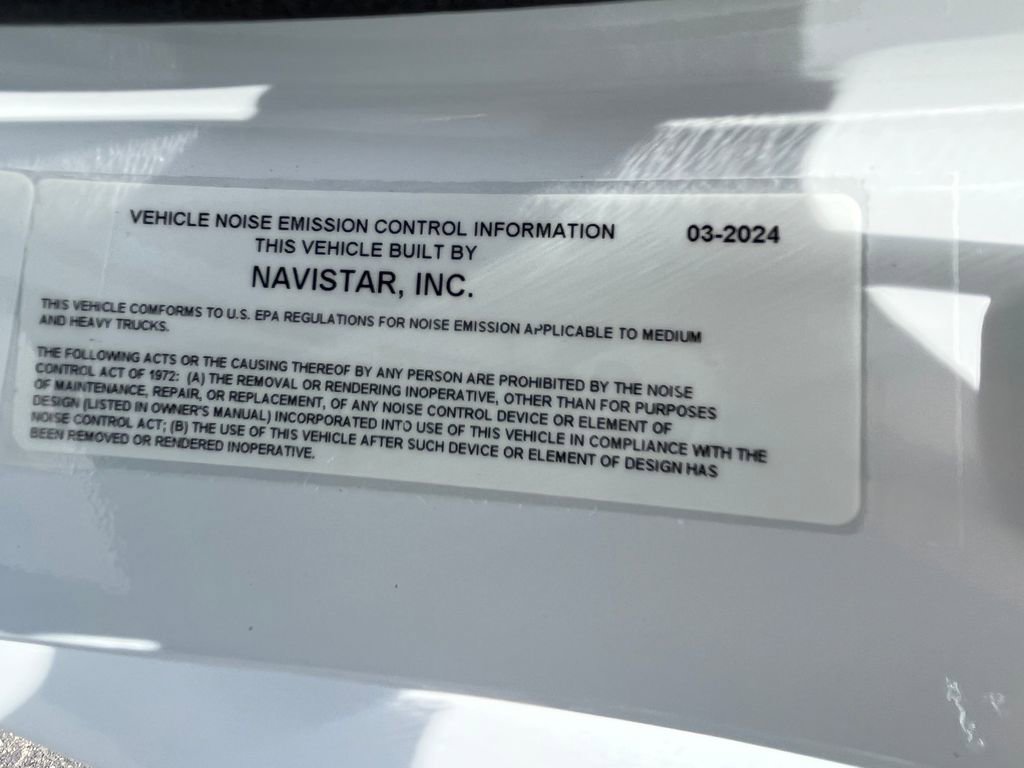 VEHICLE NOISE EMISSION CONTROL INFORMATION 03-2024
THIS VEHICLE BUILT BY
NAVISTAR, INC.
THIS VEHICLE COMFORMS TO U.S. EPA REGULATIONS FOR NOISE EMISSION APPLICABLE TO MEDIUM
AND HEAVY TRUCKS.
THE FOLLOWING ACTS OR THE CAUSING THEREOF BY ANY PERSON ARE PROHIBITED BY THE NOISE
CONTROL ACT OF 1972: (A) THE REMOVAL OR RENDERING INOPERATIVE, OTHER THAN FOR PURPOSES
OF MAINTENANCE, REPAIR, OR REPLACEMENT, OF ANY NOISE CONTROL DEVICE OR ELEMENT OF
DESIGN (LISTED IN OWNER'S MANUAL) INCORPORATED INTO USE OF THIS VEHICLE IN COMPLIANCE WITH THE
NOISE CONTROL ACT; (B) THE USE OF THIS VEHICLE AFTER SUCH DEVICE OR ELEMENT OF DESIGN HAS
BEEN REMOVED OR RENDERED INOPERATIVE.